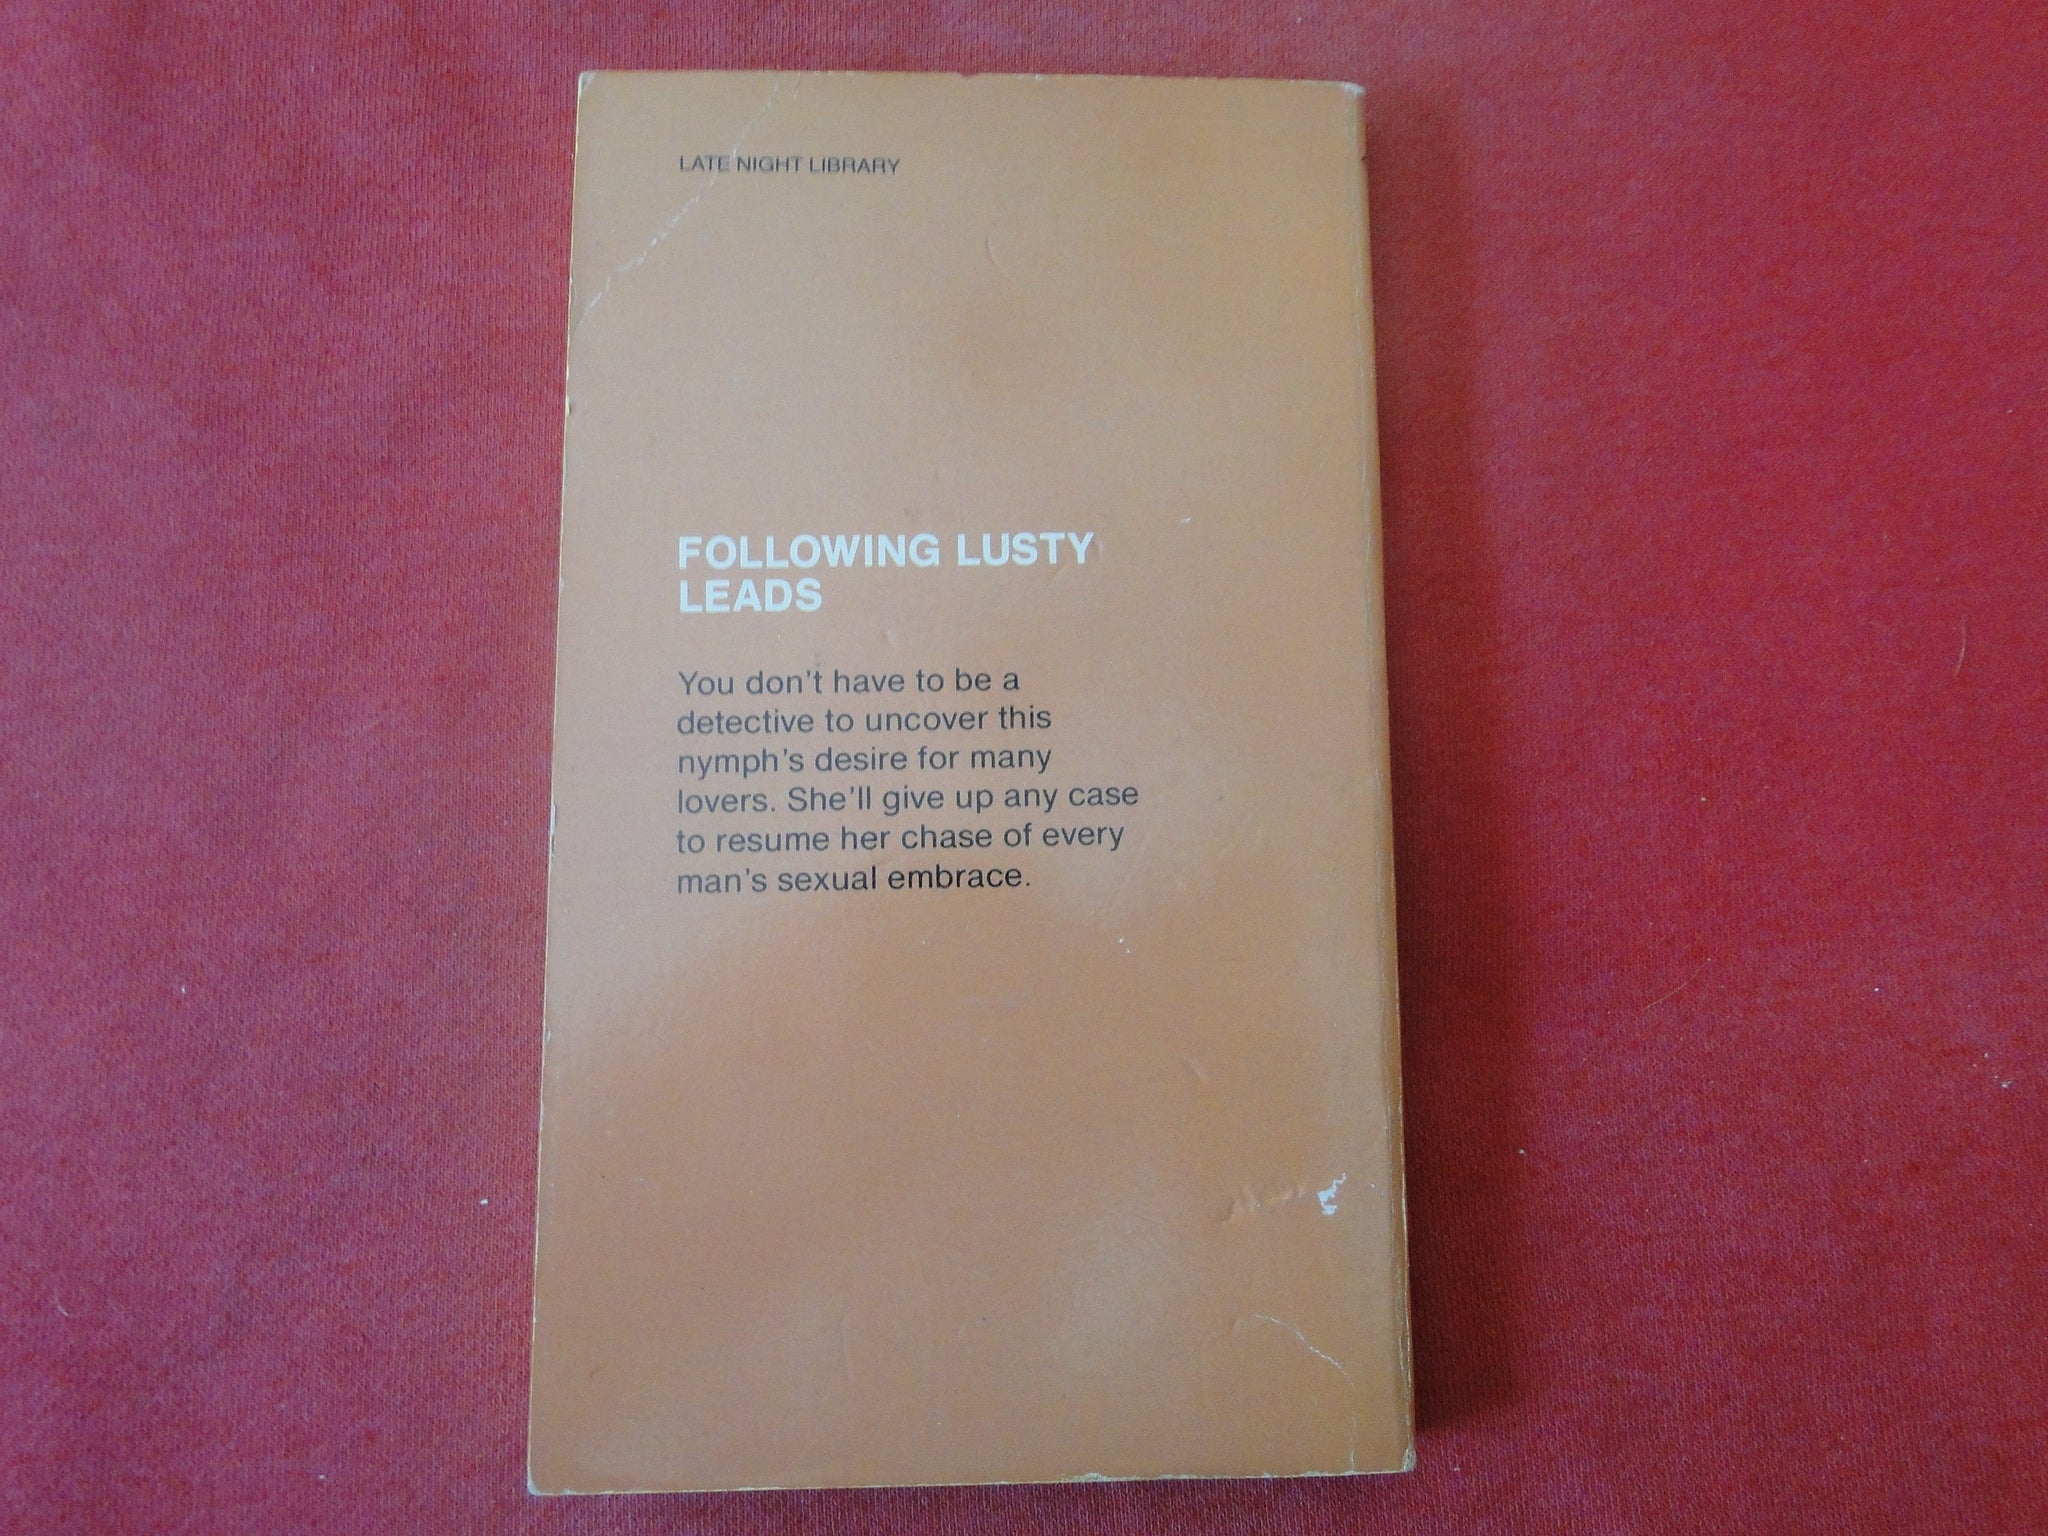 LATE NIGHT LIBRARY
FOLLOWING LUSTY
LEADS
You don't have to be a
detective to uncover this
nymph's desire for many
lovers. She'll give up any case
to resume her chase of every
man's sexual embrace.